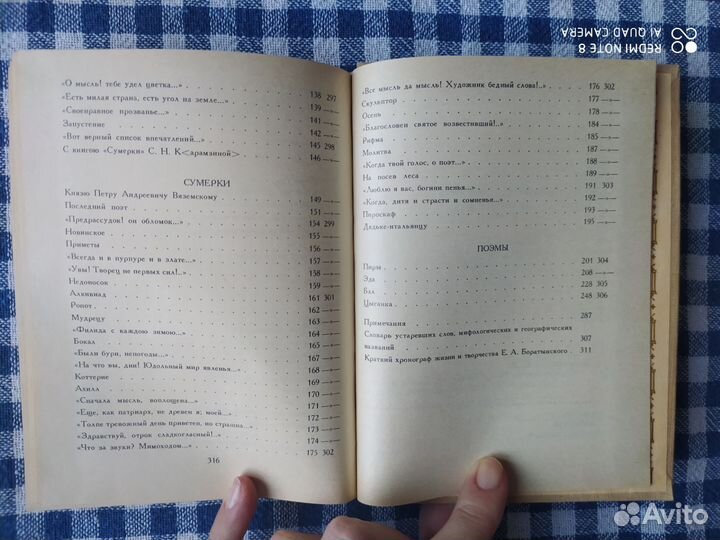 «О мысль! тебе удел цветка...» 138 297
«Есть милая страна, есть угол на земле...» 139 —»—
«Своенравное прозванье...» 141 —»—
Запустение 142 —»—
«Вот верный список впечатлений...» 145 298
С книгою «Сумерки» С. Н. К<арамзиной> 146 —»—
СУМЕРКИ
Князю Петру Андреевичу Вяземскому 149 —»—
Последний поэт 151 —»—
«Предрассудок! он обломок...» 154 299
Новинское 155 —»—
Приметы 156 —»—
«Всегда и в пурпуре и в злате...» 157 —»—
«Увы! Творец не первых сил!..» 158 —»—
Недоносок 159 —»—
Алкивиад 161 301
Ропот 162 —»—
Мудрецу 163 —»—
«Филида с каждою зимою...» 164 —»—
Бокал 165 —»—
«Были бури, непогоды...» 167 —»—
«На что вы, дни! Юдольный мир явленья...» 168 —»—
Коттерие 169 —»—
Ахилл 170 —»—
«Сначала мысль, воплощена...» 171 —»—
«Еще, как патриарх, не древен я; моей...» 172 —»—
«Толпе тревожный день приветен, но страшна...» 173 —»—
«Здравствуй, отрок сладкогласный!..» 174 —»—
«Что за звуки? Мимоходом...» 175 302
316
«Все мысль да мысль! Художник бедный слова!..» 176 302
Скульптор 177 —»—
Осень 178 —»—
«Благословен святое возвестивший!..» 184 —»—
Рифма 185 —»—
Молитва 187 —»—
«Когда твой голос, о поэт...» 188 —»—
На посев леса 189 —»—
«Люблю я вас, богини пенья...» 191 303
«Когда, дитя и страсти и сомненья...» 192 —»—
Пироскаф 193 —»—
Дядьке-итальянцу 195 —»—
ПОЭМЫ
Пиры 201 304
Эда 208 —»—
Бал 228 305
Цыганка 248 306
Примечания 287
Словарь устаревших слов, мифологических и географических
названий 307
Краткий хронограф жизни и творчества Е. А. Боратынского 311
REDMI NOTE 8
AI QUAD CAMERA
Avito